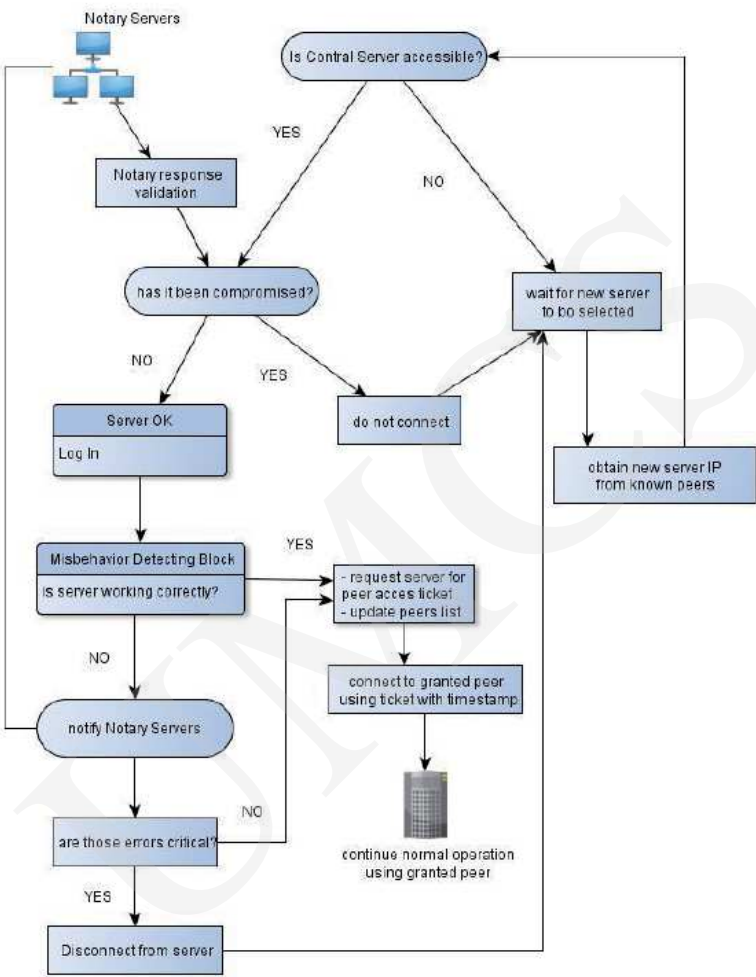 Notary Servers
Is Central Server accessible?
YES
Notary response
validation
NO
has it been compromised?
wait for new server
to bo selected
NO
YES
Server OK
Log In
do not connect
obtain new server IP
from known peers
Misbehavior Detecting Block
is server working correctly?
YES
- request server for
peer acces ticket
- update peers list
NO
connect to granted peer
using ticket with timestamp
notify Notary Servers
NO
are those errors critical?
continue normal operation
using granted peer
YES
Disconnect from server
UMCS